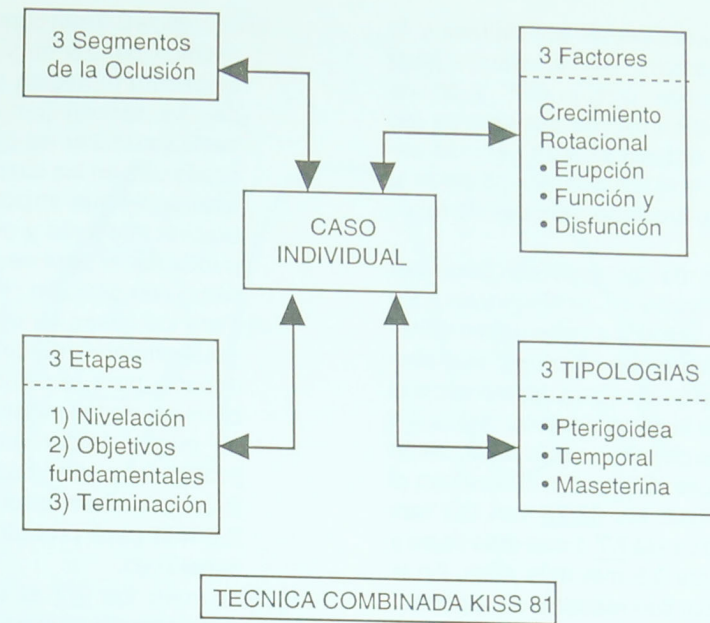 3 Segmentos
de la Oclusión
3 Factores
Crecimiento
Rotacional
• Erupción
• Función y
• Disfunción
CASO
INDIVIDUAL
3 Etapas
1) Nivelación
2) Objetivos
fundamentales
3) Terminación
3 TIPOLOGIAS
• Pterigoidea
• Temporal
• Maseterina
TECNICA COMBINADA KISS 81